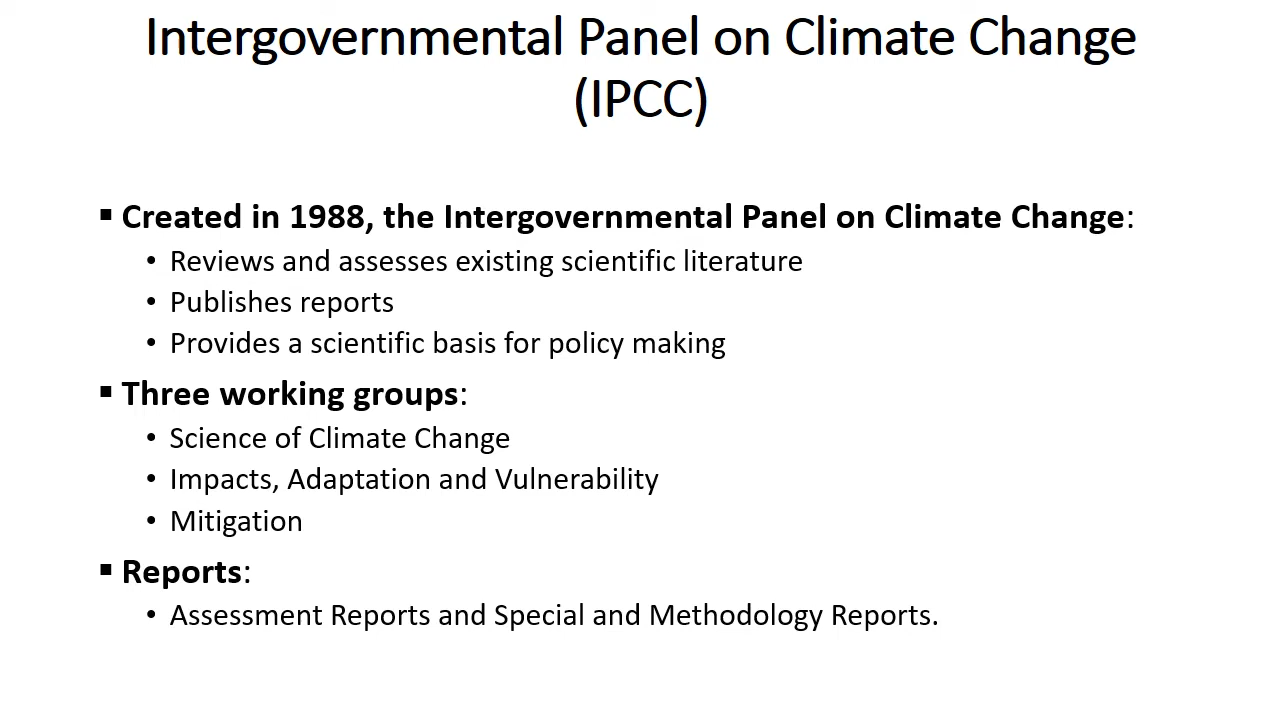 Intergovernmental Panel on Climate Change
(IPCC)
▪ Created in 1988, the Intergovernmental Panel on Climate Change:
• Reviews and assesses existing scientific literature
• Publishes reports
• Provides a scientific basis for policy making
▪ Three working groups:
• Science of Climate Change
• Impacts, Adaptation and Vulnerability
• Mitigation
▪ Reports:
• Assessment Reports and Special and Methodology Reports.